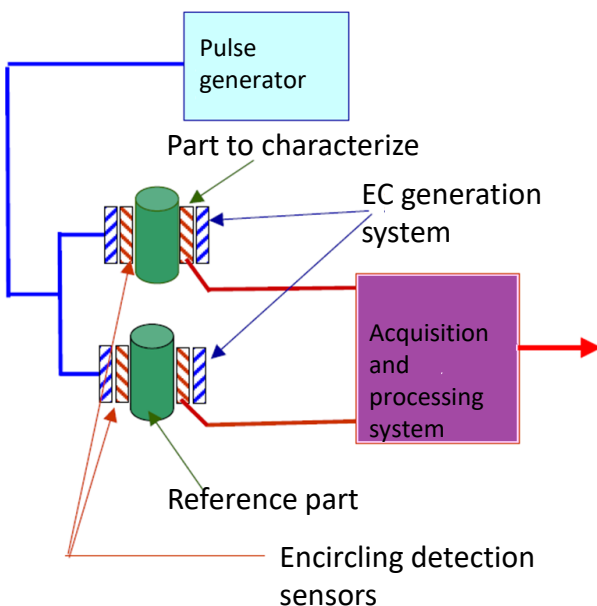 Pulse
generator
Part to characterize
EC generation
system
Acquisition
and
processing
system
Reference part
Encircling detection
sensors